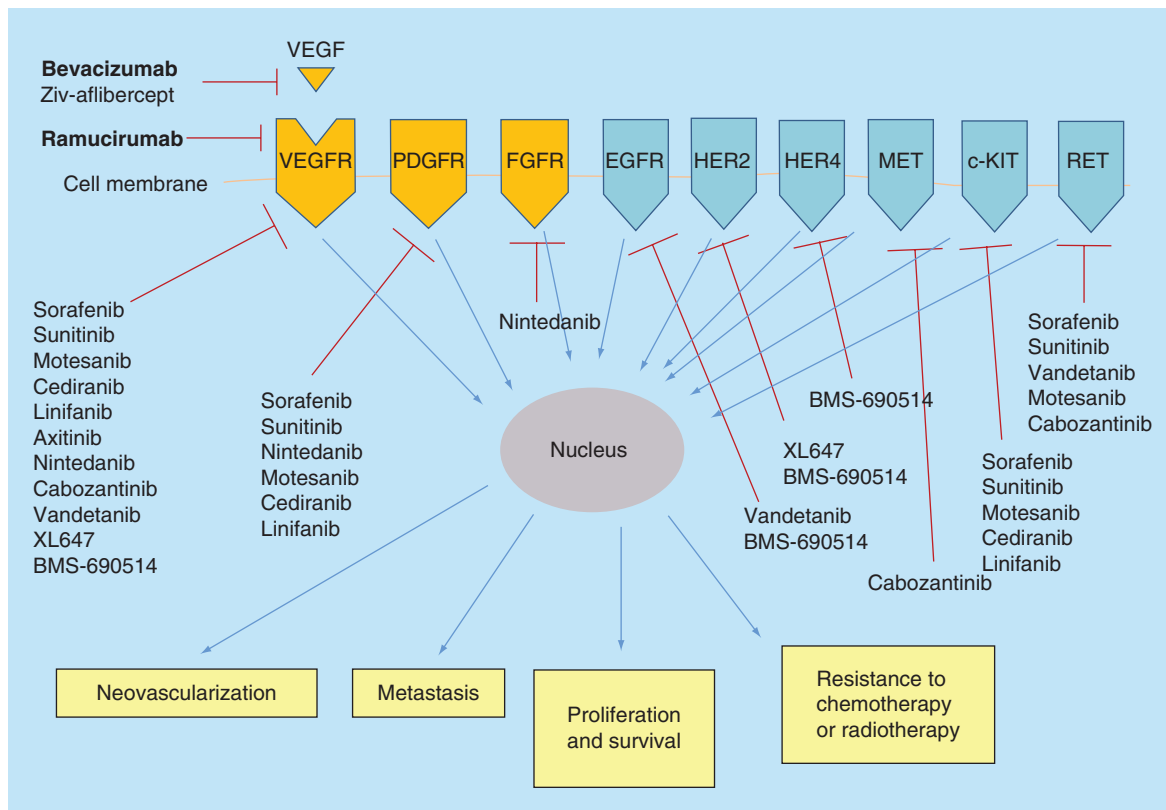 VEGF
Bevacizumab
Ziv-aflibercept
Ramucirumab
VEGFR
PDGFR
FGFR
EGFR
HER2
HER4
MET
c-KIT
RET
Cell membrane
Sorafenib
Sunitinib
Motesanib
Cediranib
Linifanib
Axitinib
Nintedanib
Cabozantinib
Vandetanib
XL647
BMS-690514
Sorafenib
Sunitinib
Nintedanib
Motesanib
Cediranib
Linifanib
Nintedanib
Vandetanib
BMS-690514
XL647
BMS-690514
BMS-690514
Cabozantinib
Sorafenib
Sunitinib
Motesanib
Cediranib
Linifanib
Sorafenib
Sunitinib
Vandetanib
Motesanib
Cabozantinib
Nucleus
Neovascularization
Metastasis
Proliferation
and survival
Resistance to
chemotherapy
or radiotherapy